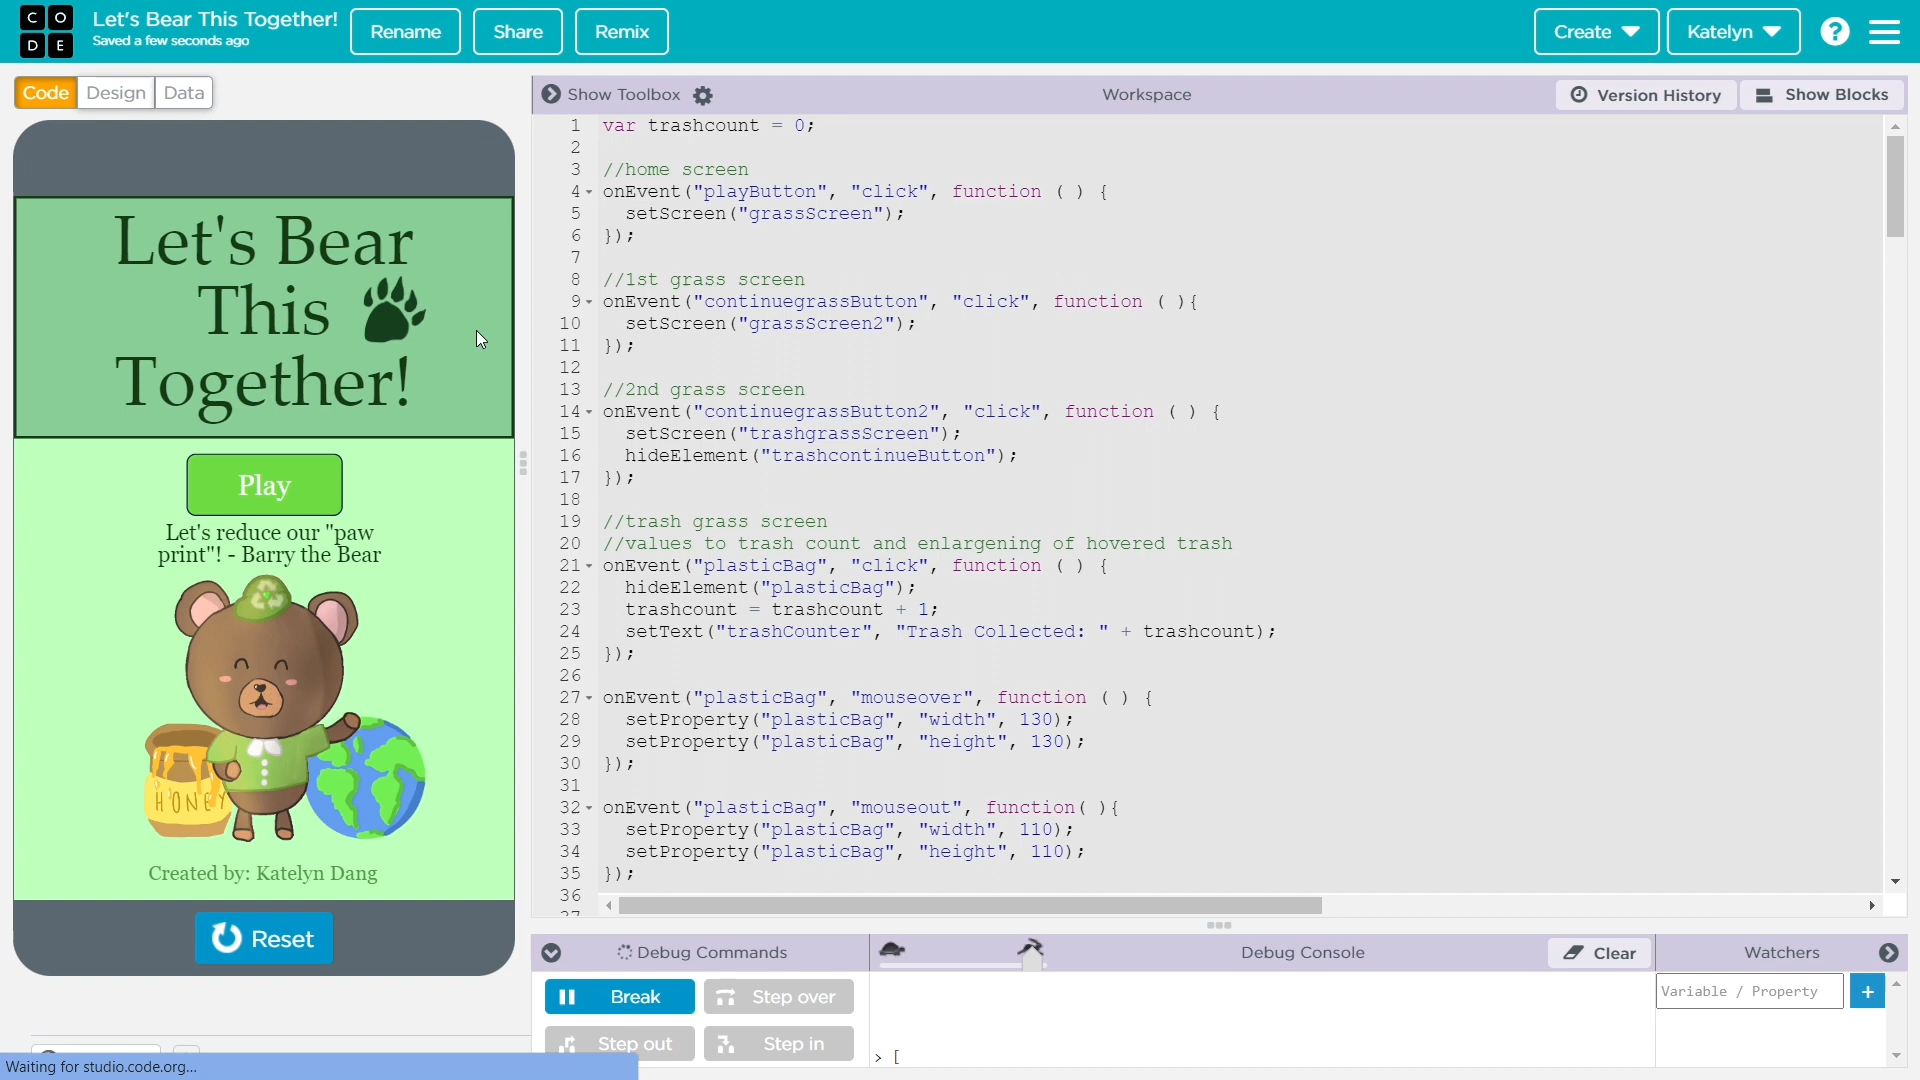 C O D E
Let's Bear This Together!
Saved a few seconds ago
Rename
Share
Remix
Create
Katelyn
?
Code
Design
Data
Let's Bear
This
Together!
Play
Let's reduce our "paw
print"! - Barry the Bear
HONEY
Created by: Katelyn Dang
Reset
Show Toolbox
Workspace
Version History
Show Blocks
1 var trashcount = 0;
2
3 //home screen
4 onEvent("playButton", "click", function ( ) {
5 setScreen("grassScreen");
6 });
7
8 //1st grass screen
9 onEvent("continuegrassButton", "click", function ( ){
10 setScreen("grassScreen2");
11 });
12
13 //2nd grass screen
14 onEvent("continuegrassButton2", "click", function ( ) {
15 setScreen("trashgrassScreen");
16 hideElement("trashcontinueButton");
17 });
18
19 //trash grass screen
20 //values to trash count and enlargening of hovered trash
21 onEvent("plasticBag", "click", function ( ) {
22 hideElement("plasticBag");
23 trashcount = trashcount + 1;
24 setText("trashCounter", "Trash Collected: " + trashcount);
25 });
26
27 onEvent("plasticBag", "mouseover", function ( ) {
28 setProperty("plasticBag", "width", 130);
29 setProperty("plasticBag", "height", 130);
30 });
31
32 onEvent("plasticBag", "mouseout", function( ){
33 setProperty("plasticBag", "width", 110);
34 setProperty("plasticBag", "height", 110);
35 });
36
37
Debug Commands
Debug Console
Clear
Watchers
Break
Step over
Step out
Step in
Variable / Property
+
> [
Waiting for studio.code.org...